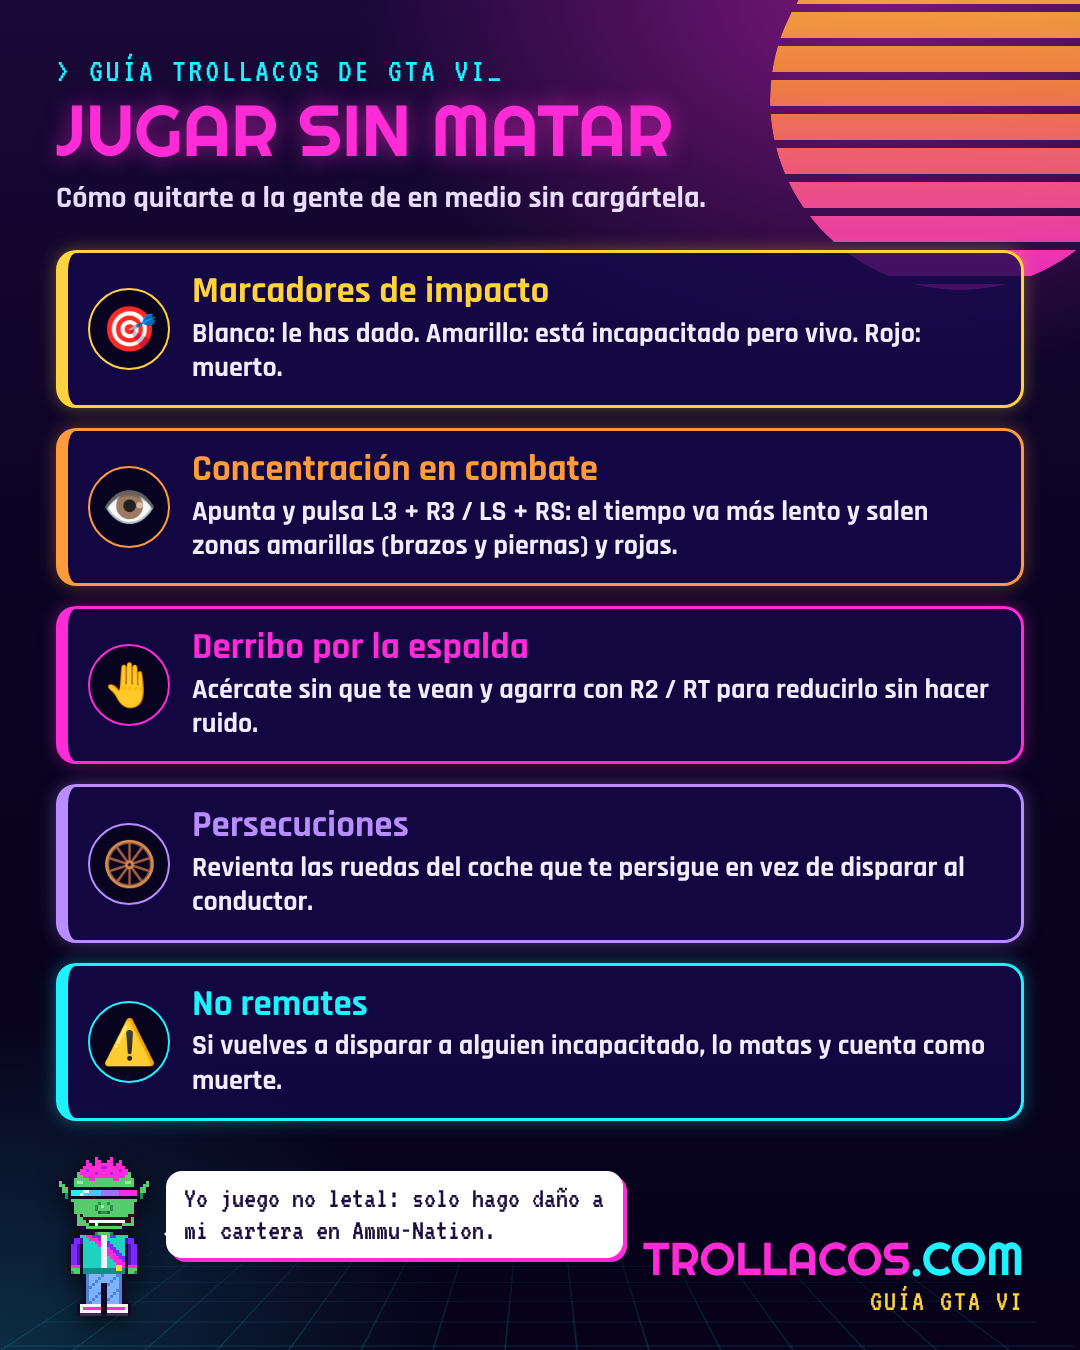 › GUÍA TROLLACOS DE GTA VI_
JUGAR SIN MATAR
Cómo quitarte a la gente de en medio sin cargártela.
Marcadores de impacto
Blanco: le has dado. Amarillo: está incapacitado pero vivo. Rojo:
muerto.
Concentración en combate
Apunta y pulsa L3 + R3 / LS + RS: el tiempo va más lento y salen
zonas amarillas (brazos y piernas) y rojas.
Derribo por la espalda
Acércate sin que te vean y agarra con R2 / RT para reducirlo sin hacer
ruido.
Persecuciones
Revienta las ruedas del coche que te persigue en vez de disparar al
conductor.
No remates
Si vuelves a disparar a alguien incapacitado, lo matas y cuenta como
muerte.
Yo juego no letal: solo hago daño a
mi cartera en Ammu-Nation.
TROLLACOS.COM
GUÍA GTA VI